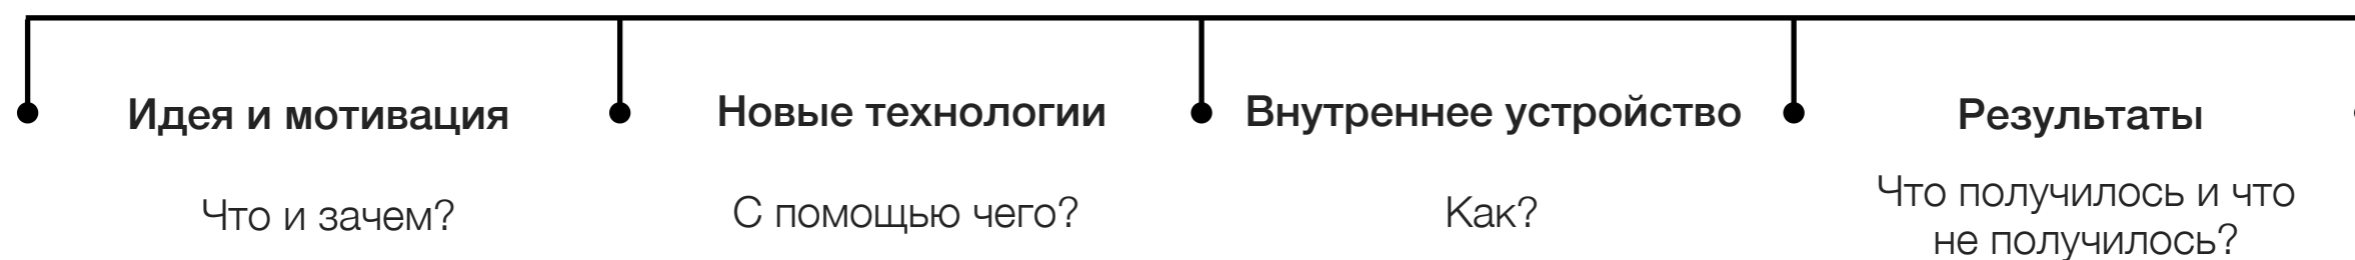 Идея и мотивация
Что и зачем?
Новые технологии
С помощью чего?
Внутреннее устройство
Как?
Результаты
Что получилось и что
не получилось?